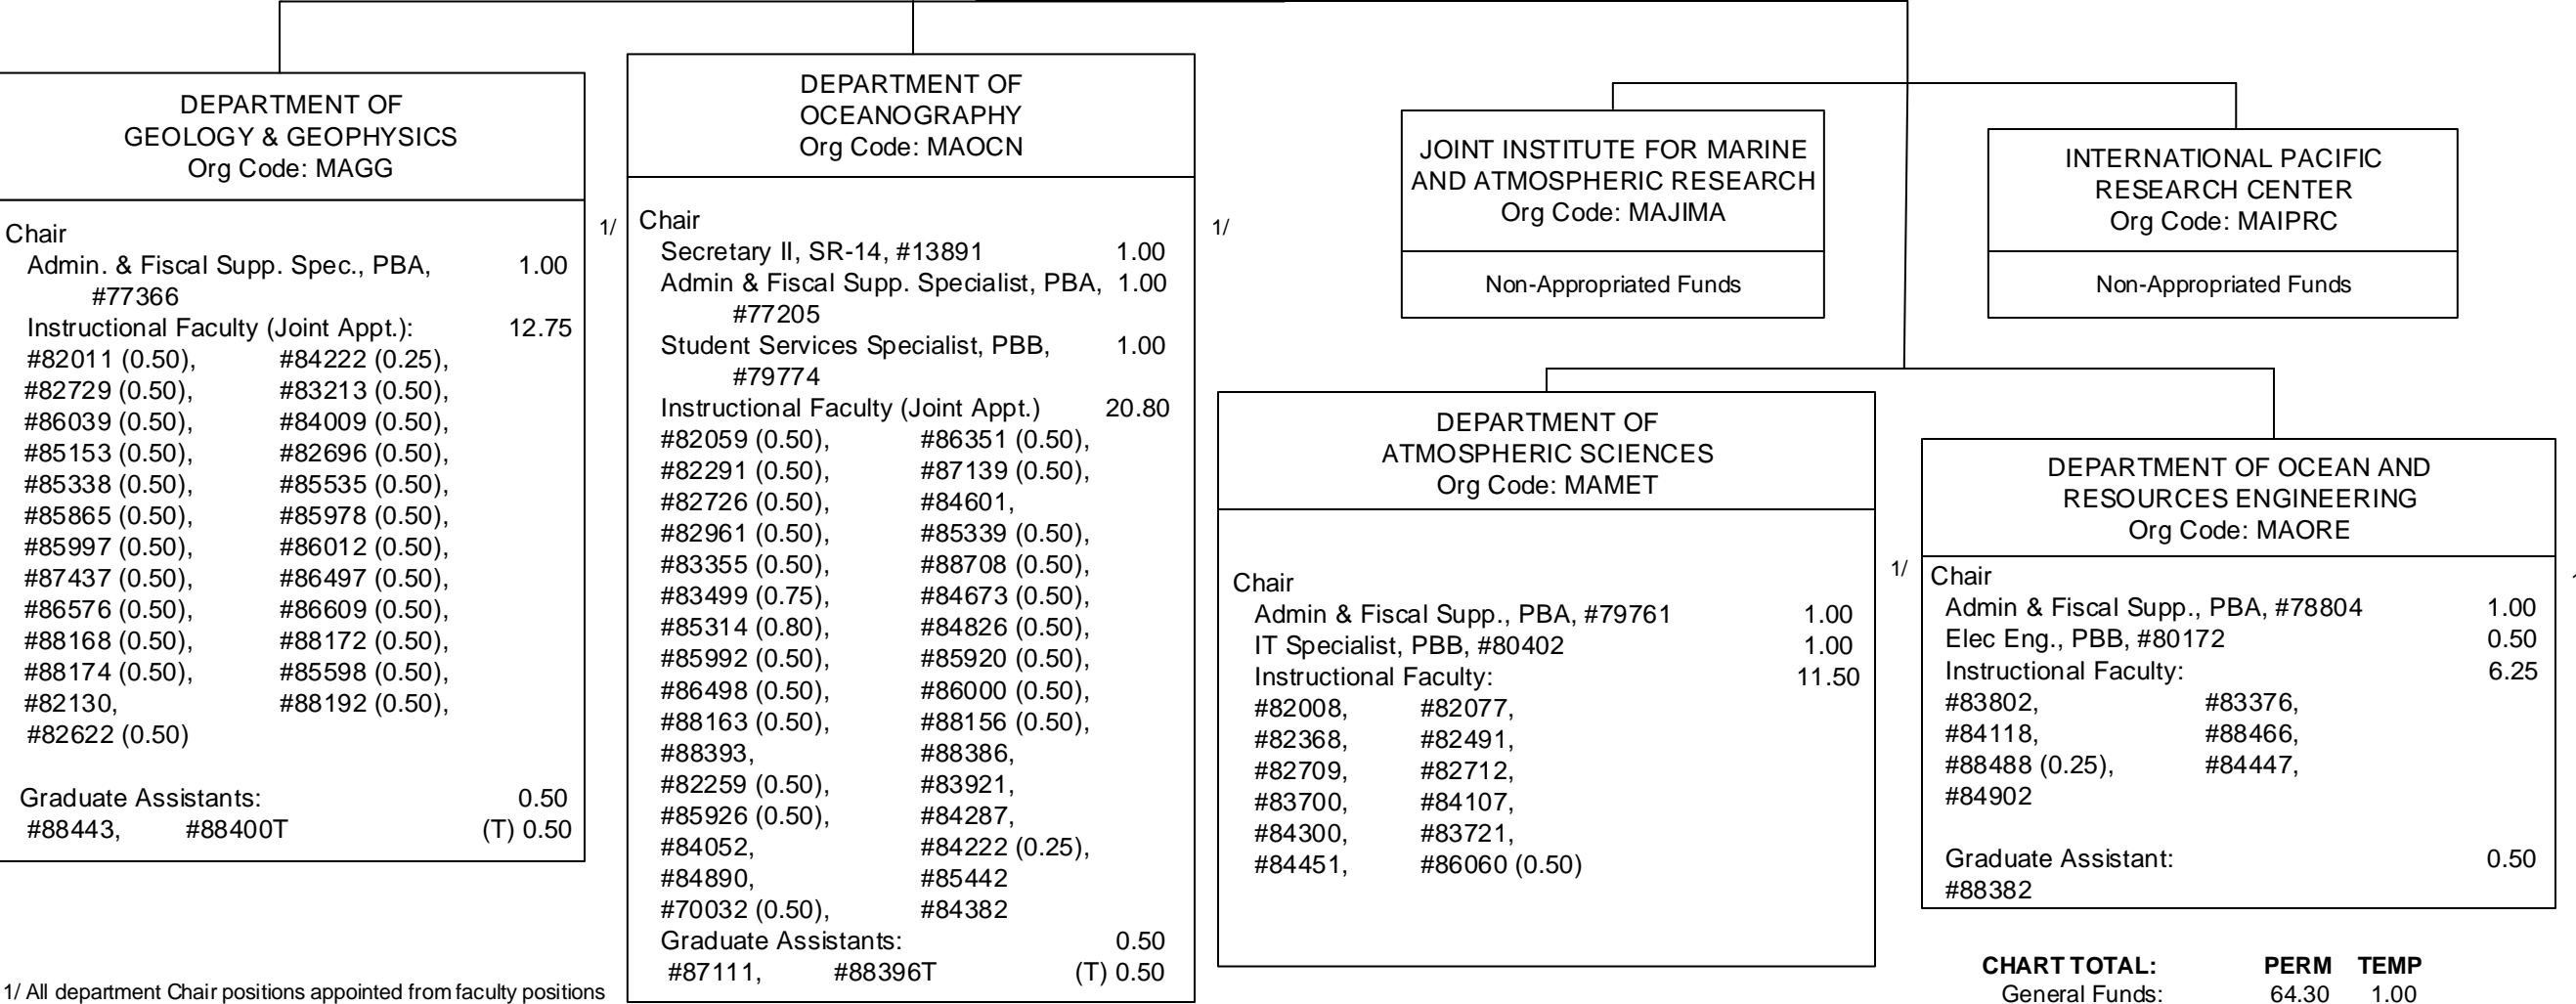 DEPARTMENT OF
GEOLOGY & GEOPHYSICS
Org Code: MAGG
Chair 1/
Admin. & Fiscal Supp. Spec., PBA, 1.00
#77366
Instructional Faculty (Joint Appt.): 12.75
#82011 (0.50), #84222 (0.25),
#82729 (0.50), #83213 (0.50),
#86039 (0.50), #84009 (0.50),
#85153 (0.50), #82696 (0.50),
#85338 (0.50), #85535 (0.50),
#85865 (0.50), #85978 (0.50),
#85997 (0.50), #86012 (0.50),
#87437 (0.50), #86497 (0.50),
#86576 (0.50), #86609 (0.50),
#88168 (0.50), #88172 (0.50),
#88174 (0.50), #85598 (0.50),
#82130, #88192 (0.50),
#82622 (0.50)
Graduate Assistants: 0.50
#88443, #88400T (T) 0.50
DEPARTMENT OF
OCEANOGRAPHY
Org Code: MAOCN
Chair 1/
Secretary II, SR-14, #13891 1.00
Admin & Fiscal Supp. Specialist, PBA, 1.00
#77205
Student Services Specialist, PBB, 1.00
#79774
Instructional Faculty (Joint Appt.) 20.80
#82059 (0.50), #86351 (0.50),
#82291 (0.50), #87139 (0.50),
#82726 (0.50), #84601,
#82961 (0.50), #85339 (0.50),
#83355 (0.50), #88708 (0.50),
#83499 (0.75), #84673 (0.50),
#85314 (0.80), #84826 (0.50),
#85992 (0.50), #85920 (0.50),
#86498 (0.50), #86000 (0.50),
#88163 (0.50), #88156 (0.50),
#88393, #88386,
#82259 (0.50), #83921,
#85926 (0.50), #84287,
#84052, #84222 (0.25),
#84890, #85442
#70032 (0.50), #84382
Graduate Assistants: 0.50
#87111, #88396T (T) 0.50
JOINT INSTITUTE FOR MARINE
AND ATMOSPHERIC RESEARCH
Org Code: MAJIMA
Non-Appropriated Funds
INTERNATIONAL PACIFIC
RESEARCH CENTER
Org Code: MAIPRC
Non-Appropriated Funds
DEPARTMENT OF
ATMOSPHERIC SCIENCES
Org Code: MAMET
Chair 1/
Admin & Fiscal Supp., PBA, #79761 1.00
IT Specialist, PBB, #80402 1.00
Instructional Faculty: 11.50
#82008, #82077,
#82368, #82491,
#82709, #82712,
#83700, #84107,
#84300, #83721,
#84451, #86060 (0.50)
DEPARTMENT OF OCEAN AND
RESOURCES ENGINEERING
Org Code: MAORE
Chair
Admin & Fiscal Supp., PBA, #78804 1.00
Elec Eng., PBB, #80172 0.50
Instructional Faculty: 6.25
#83802, #83376,
#84118, #88466,
#88488 (0.25), #84447,
#84902
Graduate Assistant: 0.50
#88382
CHART TOTAL: PERM TEMP
General Funds: 64.30 1.00
1/ All department Chair positions appointed from faculty positions